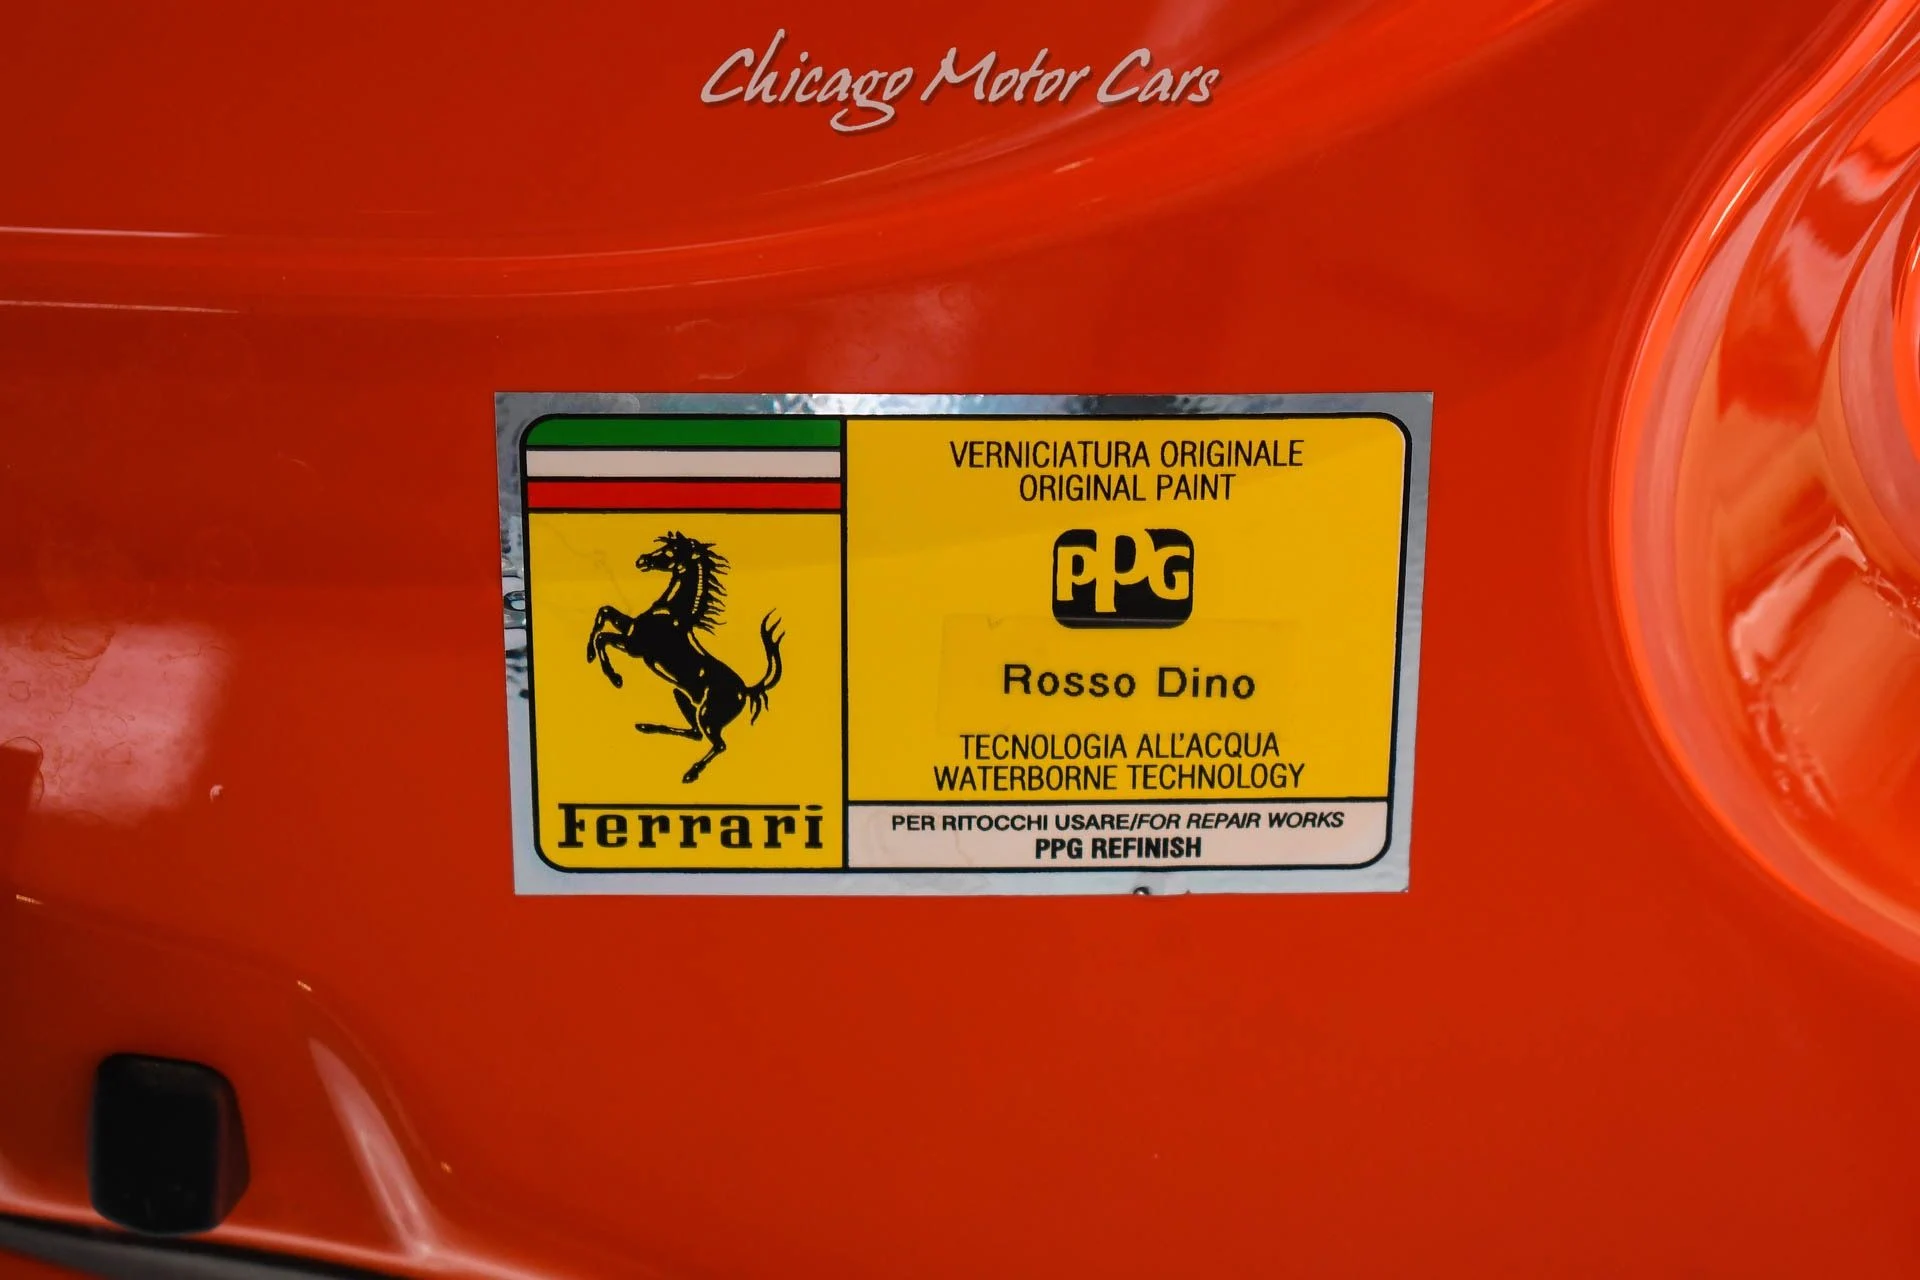 Chicago Motor Cars
VERNICIATURA ORIGINALE
ORIGINAL PAINT
PPG
Rosso Dino
TECNOLOGIA ALL'ACQUA
WATERBORNE TECHNOLOGY
Ferrari
PER RITOCCHI USARE/FOR REPAIR WORKS
PPG REFINISH